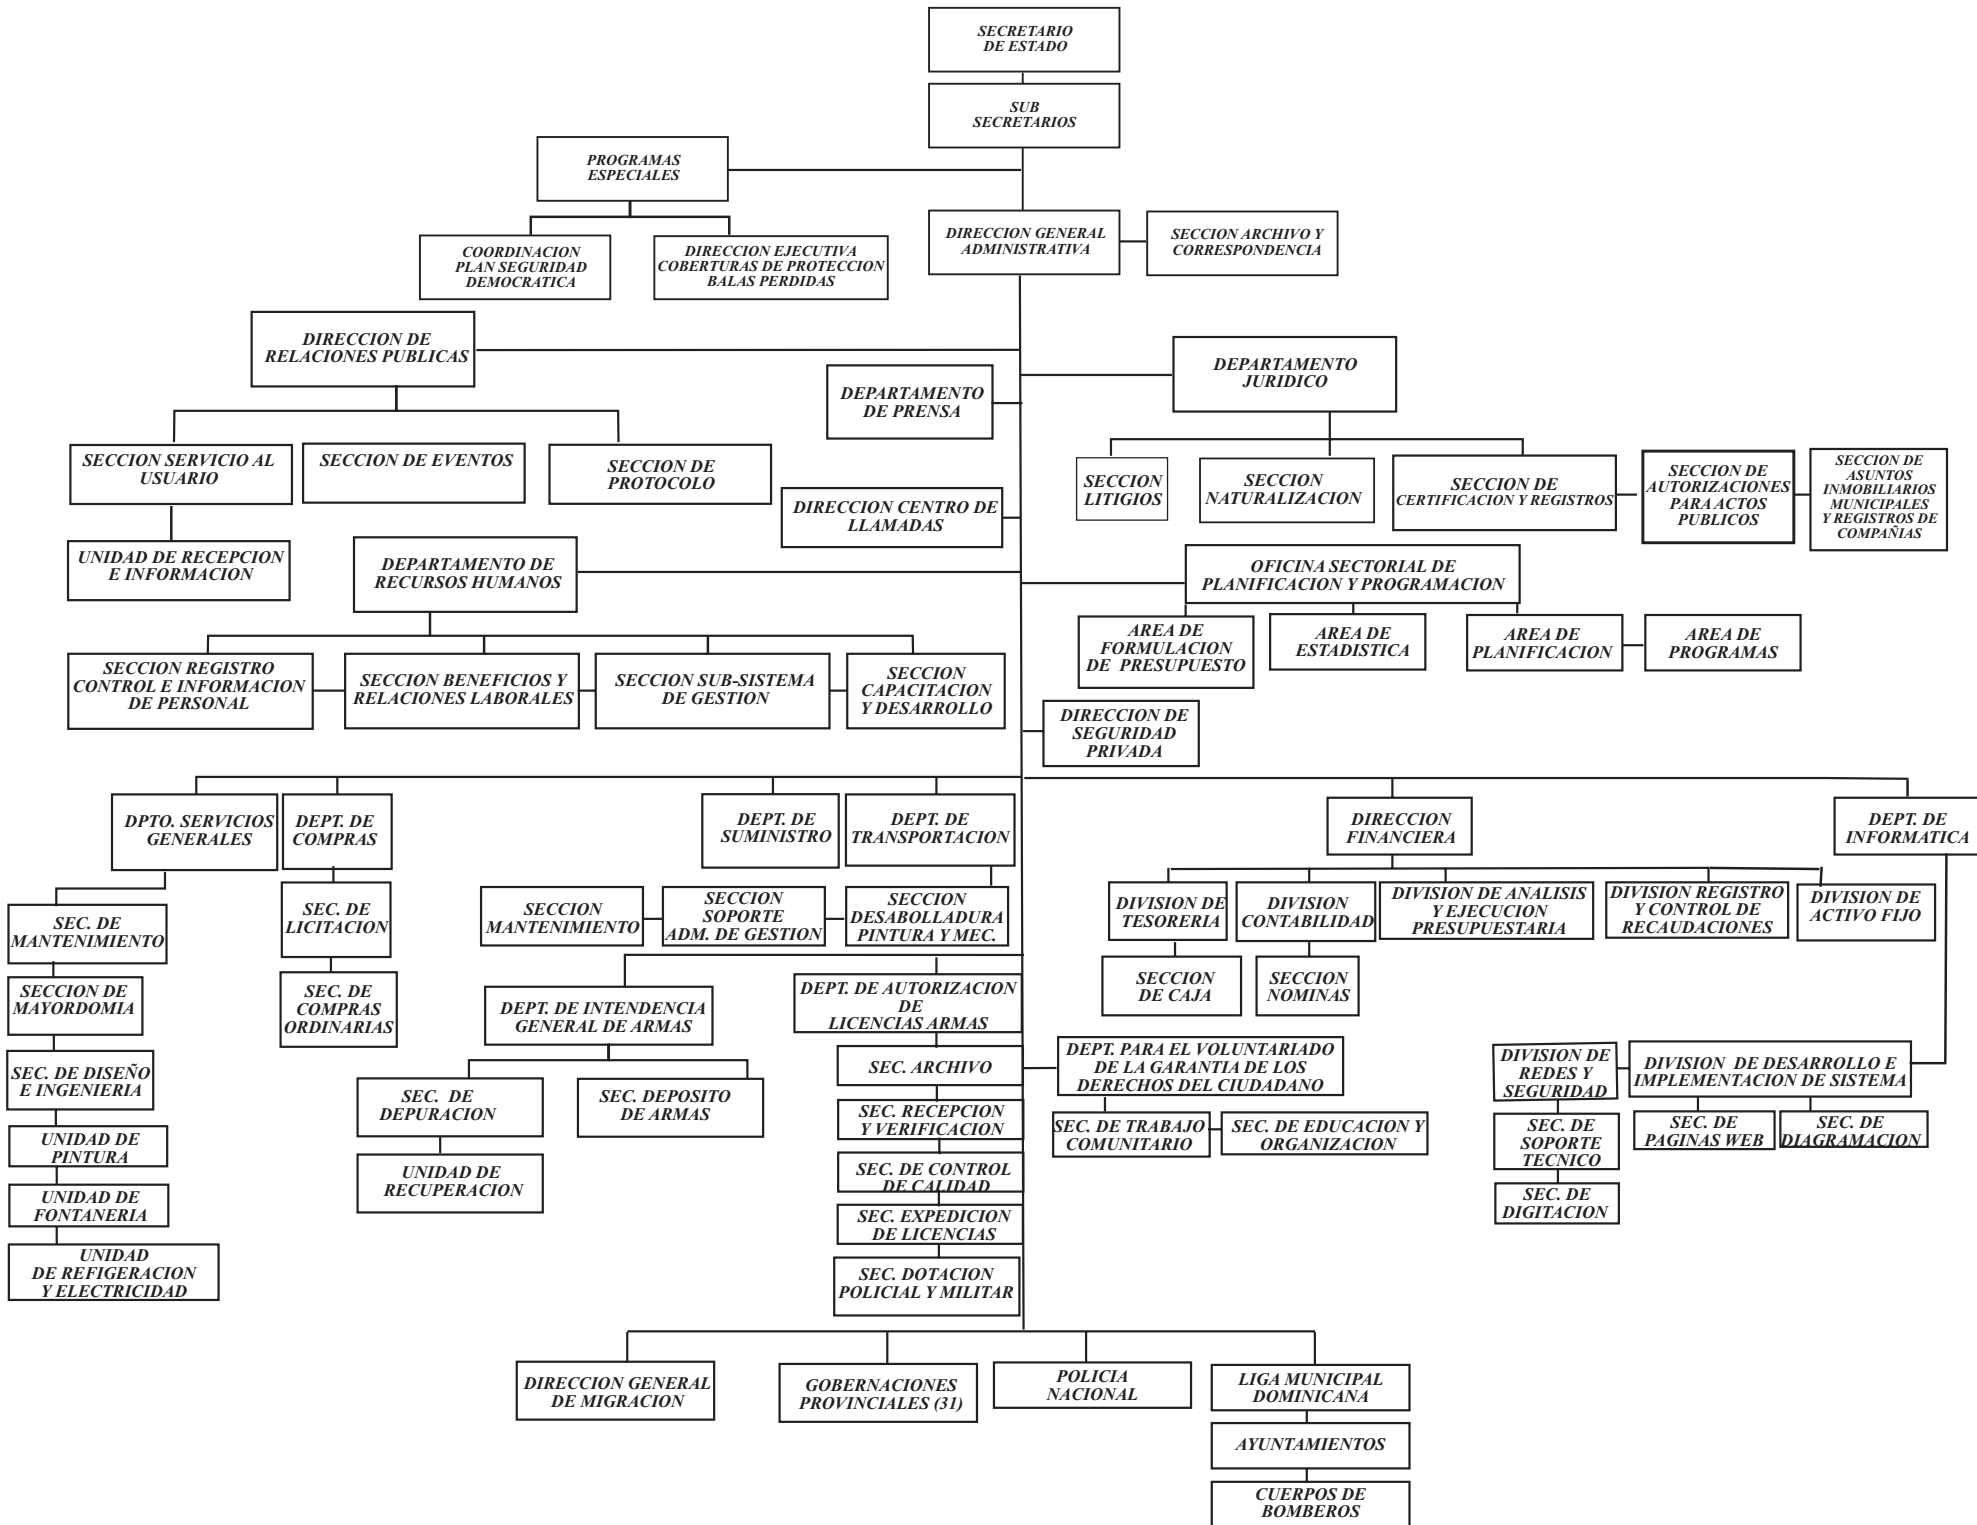 SECRETARIO
DE ESTADO
SUB
SECRETARIOS
PROGRAMAS
ESPECIALES
COORDINACION
PLAN SEGURIDAD
DEMOCRATICA
DIRECCION EJECUTIVA
COBERTURAS DE PROTECCION
BALAS PERDIDAS
DIRECCION GENERAL
ADMINISTRATIVA
SECCION ARCHIVO Y
CORRESPONDENCIA
DIRECCION DE
RELACIONES PUBLICAS
DEPARTAMENTO
DE PRENSA
DEPARTAMENTO
JURIDICO
SECCION SERVICIO AL
USUARIO
SECCION DE EVENTOS
SECCION DE
PROTOCOLO
DIRECCION CENTRO DE
LLAMADAS
SECCION
LITIGIOS
SECCION
NATURALIZACION
SECCION DE
CERTIFICACION Y REGISTROS
SECCION DE
AUTORIZACIONES
PARA ACTOS
PUBLICOS
SECCION DE
ASUNTOS
INMOBILIARIOS
MUNICIPALES
Y REGISTROS DE
COMPAÑIAS
UNIDAD DE RECEPCION
E INFORMACION
DEPARTAMENTO DE
RECURSOS HUMANOS
OFICINA SECTORIAL DE
PLANIFICACION Y PROGRAMACION
AREA DE
FORMULACION
DE PRESUPUESTO
AREA DE
ESTADISTICA
AREA DE
PLANIFICACION
AREA DE
PROGRAMAS
SECCION REGISTRO
CONTROL E INFORMACION
DE PERSONAL
SECCION BENEFICIOS Y
RELACIONES LABORALES
SECCION SUB-SISTEMA
DE GESTION
SECCION
CAPACITACION
Y DESARROLLO
DIRECCION DE
SEGURIDAD
PRIVADA
DPTO. SERVICIOS
GENERALES
DEPT. DE
COMPRAS
DEPT. DE
SUMINISTRO
DEPT. DE
TRANSPORTACION
DIRECCION
FINANCIERA
DEPT. DE
INFORMATICA
SEC. DE
MANTENIMIENTO
SEC. DE
LICITACION
SECCION
MANTENIMIENTO
SECCION
SOPORTE
ADM. DE GESTION
SECCION
DESABOLLADURA
PINTURA Y MEC.
DIVISION DE
TESORERIA
DIVISION
CONTABILIDAD
DIVISION DE ANALISIS
Y EJECUCION
PRESUPUESTARIA
DIVISION REGISTRO
Y CONTROL DE
RECAUDACIONES
DIVISION DE
ACTIVO FIJO
SECCION DE
MAYORDOMIA
SEC. DE
COMPRAS
ORDINARIAS
DEPT. DE INTENDENCIA
GENERAL DE ARMAS
DEPT. DE AUTORIZACION
DE
LICENCIAS ARMAS
SECCION
DE CAJA
SECCION
NOMINAS
SEC. DE DISEÑO
E INGENIERIA
SEC. DE
DEPURACION
SEC. DEPOSITO
DE ARMAS
SEC. ARCHIVO
DEPT. PARA EL VOLUNTARIADO
DE LA GARANTIA DE LOS
DERECHOS DEL CIUDADANO
DIVISION DE
REDES Y
SEGURIDAD
DIVISION DE DESARROLLO E
IMPLEMENTACION DE SISTEMA
UNIDAD DE
PINTURA
UNIDAD DE
RECUPERACION
SEC. RECEPCION
Y VERIFICACION
SEC. DE TRABAJO
COMUNITARIO
SEC. DE EDUCACION Y
ORGANIZACION
SEC. DE
SOPORTE
TECNICO
SEC. DE
PAGINAS WEB
SEC. DE
DIAGRAMACION
UNIDAD DE
FONTANERIA
SEC. DE CONTROL
DE CALIDAD
SEC. DE
DIGITACION
UNIDAD
DE REFIGERACION
Y ELECTRICIDAD
SEC. EXPEDICION
DE LICENCIAS
SEC. DOTACION
POLICIAL Y MILITAR
DIRECCION GENERAL
DE MIGRACION
GOBERNACIONES
PROVINCIALES (31)
POLICIA
NACIONAL
LIGA MUNICIPAL
DOMINICANA
AYUNTAMIENTOS
CUERPOS DE
BOMBEROS